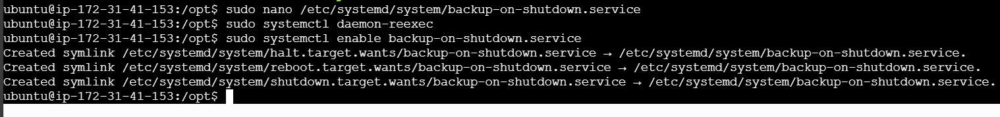 ubuntu@ip-172-31-41-153:/opt$ sudo nano /etc/systemd/system/backup-on-shutdown.service
ubuntu@ip-172-31-41-153:/opt$ sudo systemctl daemon-reexec
ubuntu@ip-172-31-41-153:/opt$ sudo systemctl enable backup-on-shutdown.service
Created symlink /etc/systemd/system/halt.target.wants/backup-on-shutdown.service → /etc/systemd/system/backup-on-shutdown.service.
Created symlink /etc/systemd/system/reboot.target.wants/backup-on-shutdown.service → /etc/systemd/system/backup-on-shutdown.service.
Created symlink /etc/systemd/system/shutdown.target.wants/backup-on-shutdown.service → /etc/systemd/system/backup-on-shutdown.service.
ubuntu@ip-172-31-41-153:/opt$